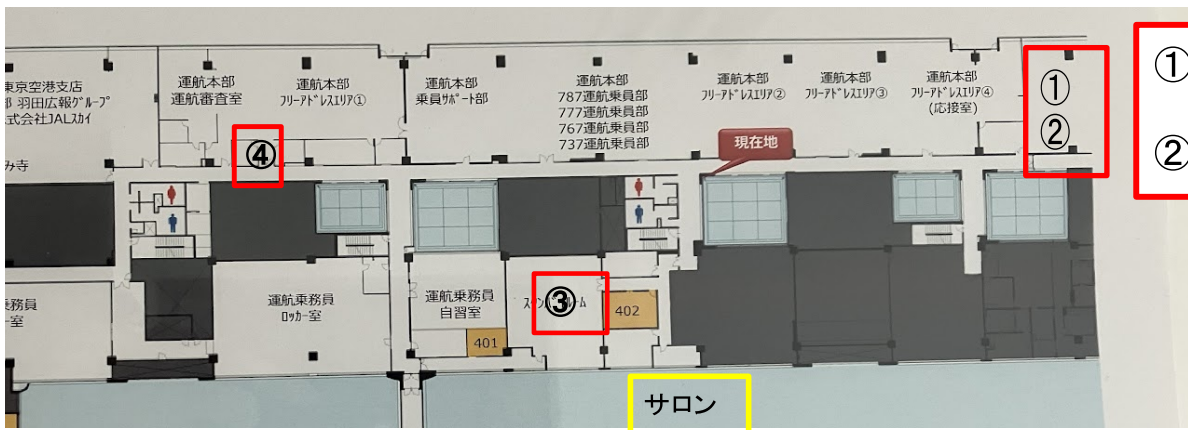 東京空港支店
部 羽田広報グループ
式会社JALスカイ
み寺
運航本部
運航審査室
運航本部
フリーアドレスエリア①
運航本部
乗員サポート部
運航本部
787運航乗員部
777運航乗員部
767運航乗員部
737運航乗員部
運航本部
フリーアドレスエリア②
運航本部
フリーアドレスエリア③
運航本部
フリーアドレスエリア④
(応接室)
①
②
①
②
④
現在地
乗務員
ー室
運航乗務員
ロッカー室
運航乗務員
自習室
401
③
ルーム
402
サロン